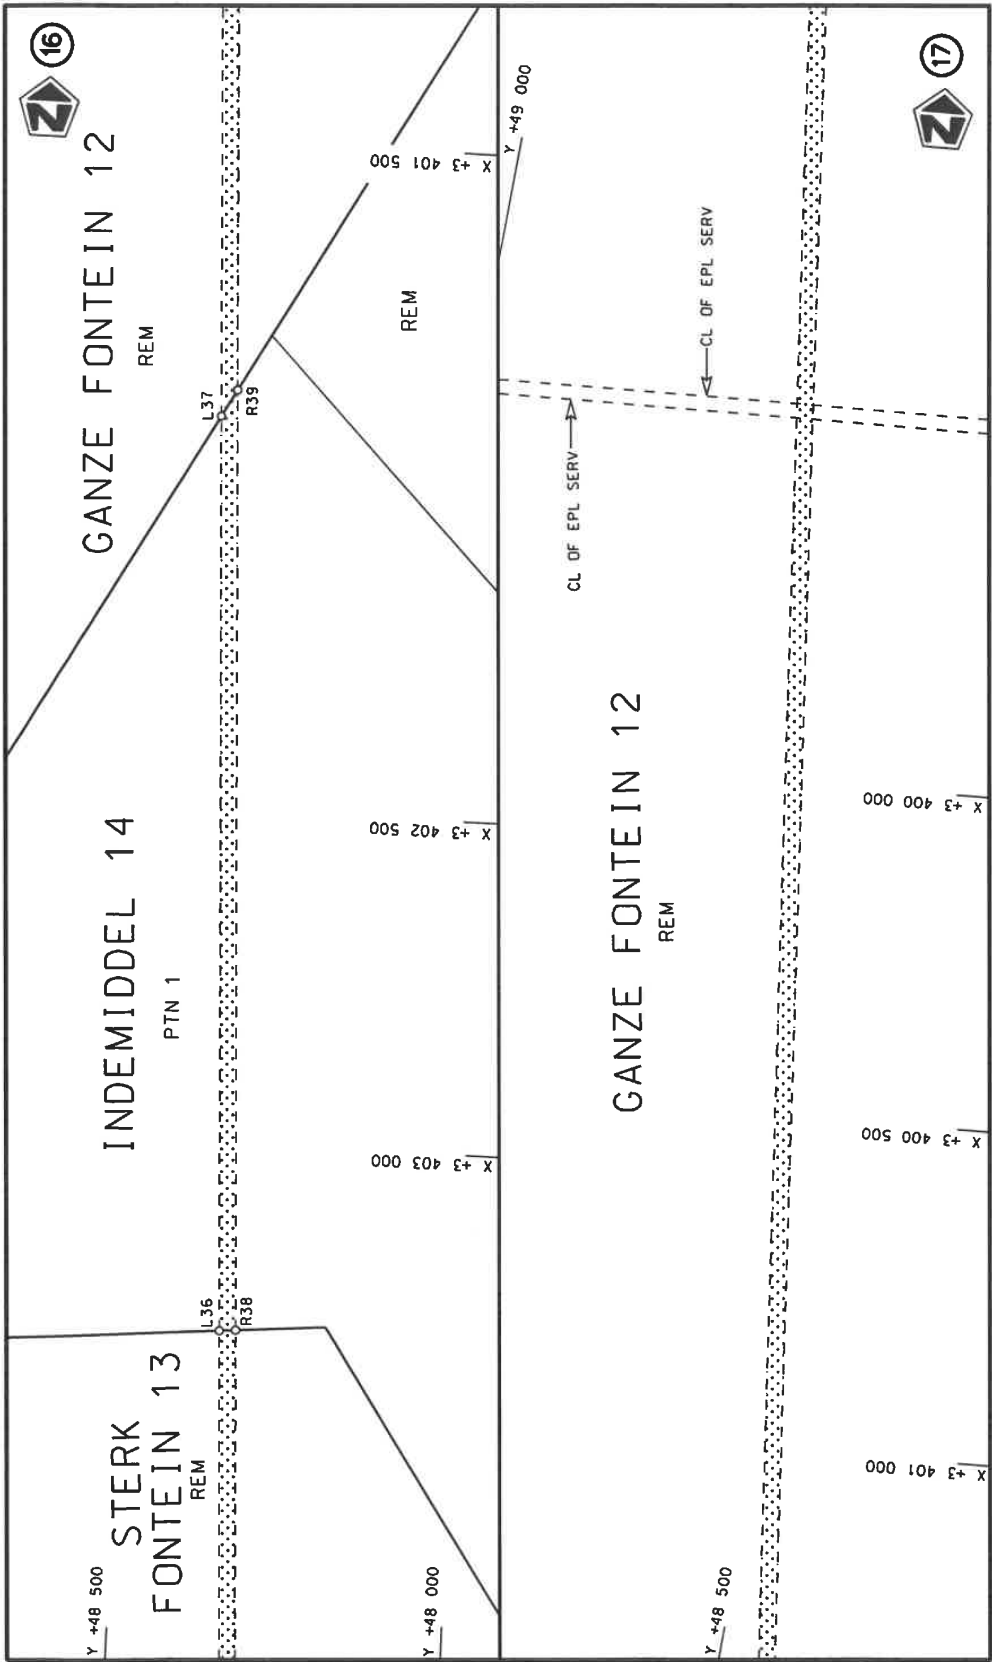 16
N
GANZE FONTEIN 12
REM
L37
R39
X +3 401 500
REM
INDEMIDDEL 14
PTN 1
X +3 402 500
X +3 403 000
L36
R38
STERK
FONTEIN 13
REM
Y +48 500
Y +48 000
17
N
Y +49 000
CL OF EPL SERV
CL OF EPL SERV
GANZE FONTEIN 12
REM
X +3 400 000
X +3 400 500
X +3 401 000
Y +48 500